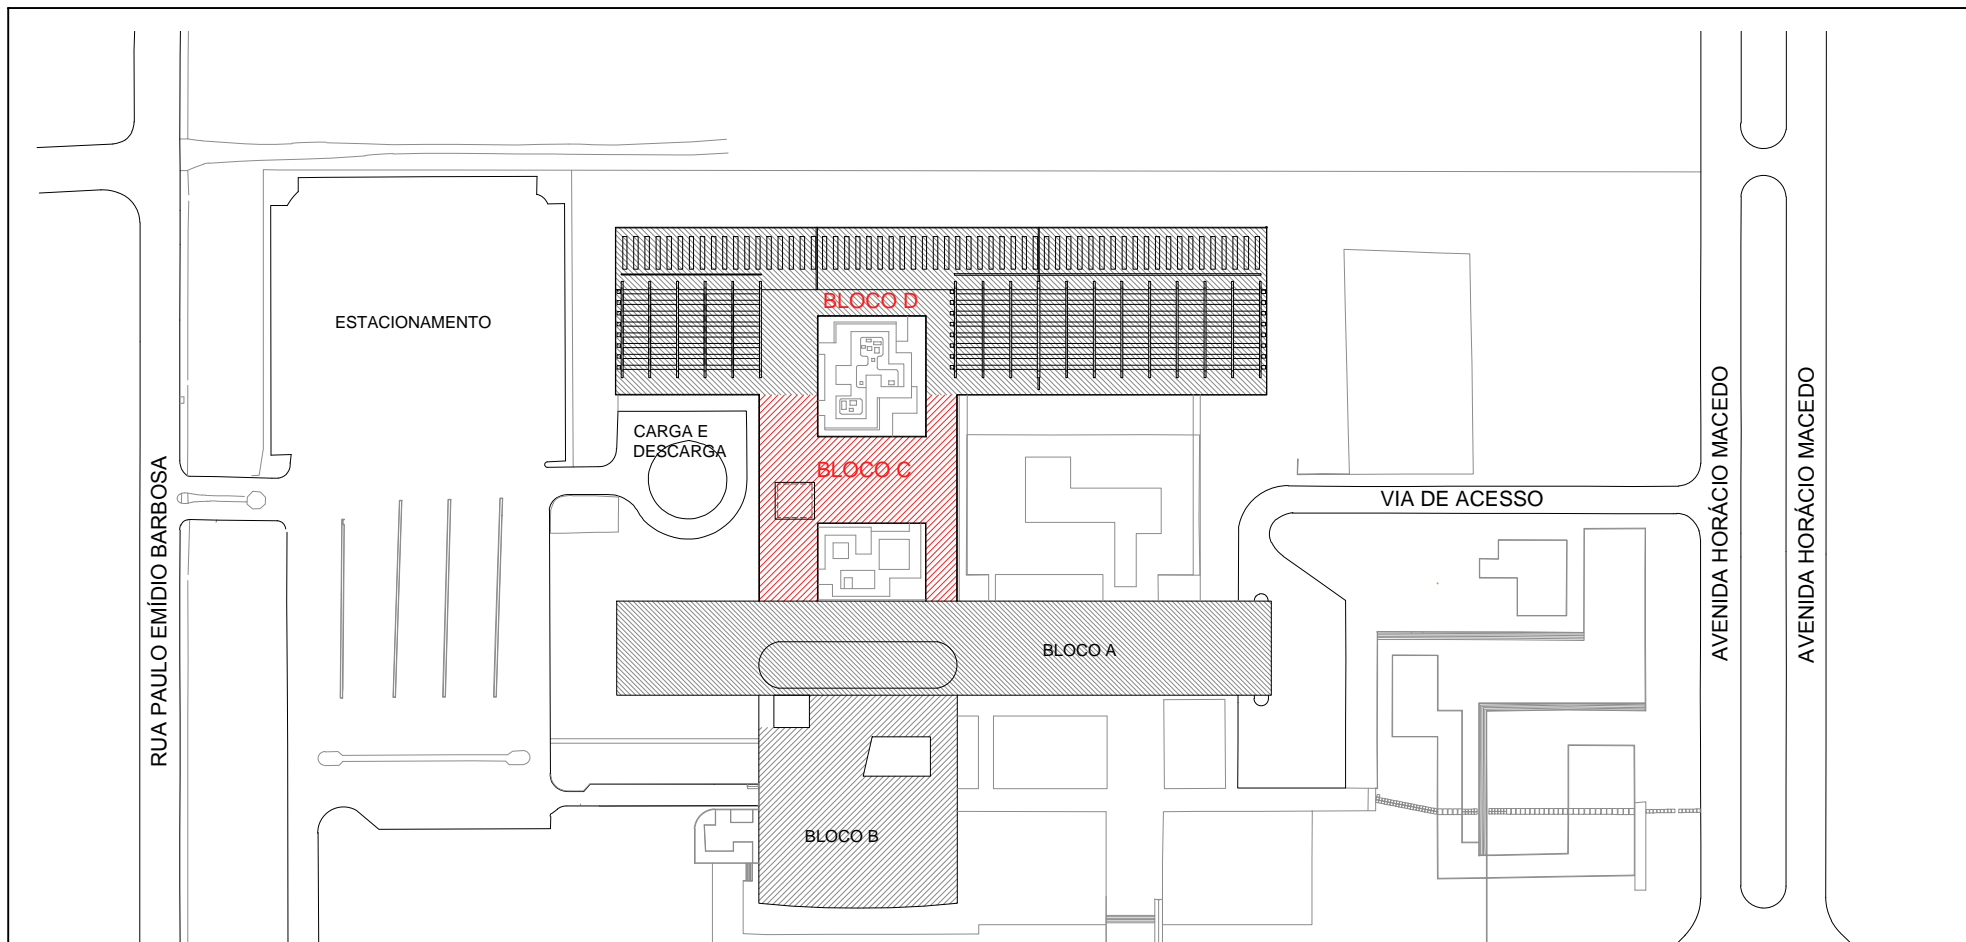 BLOCO D
ESTACIONAMENTO
CARGA E
DESCARGA
BLOCO C
VIA DE ACESSO
RUA PAULO EMÍDIO BARBOSA
AVENIDA HORÁCIO MACEDO
AVENIDA HORÁCIO MACEDO
BLOCO A
BLOCO B